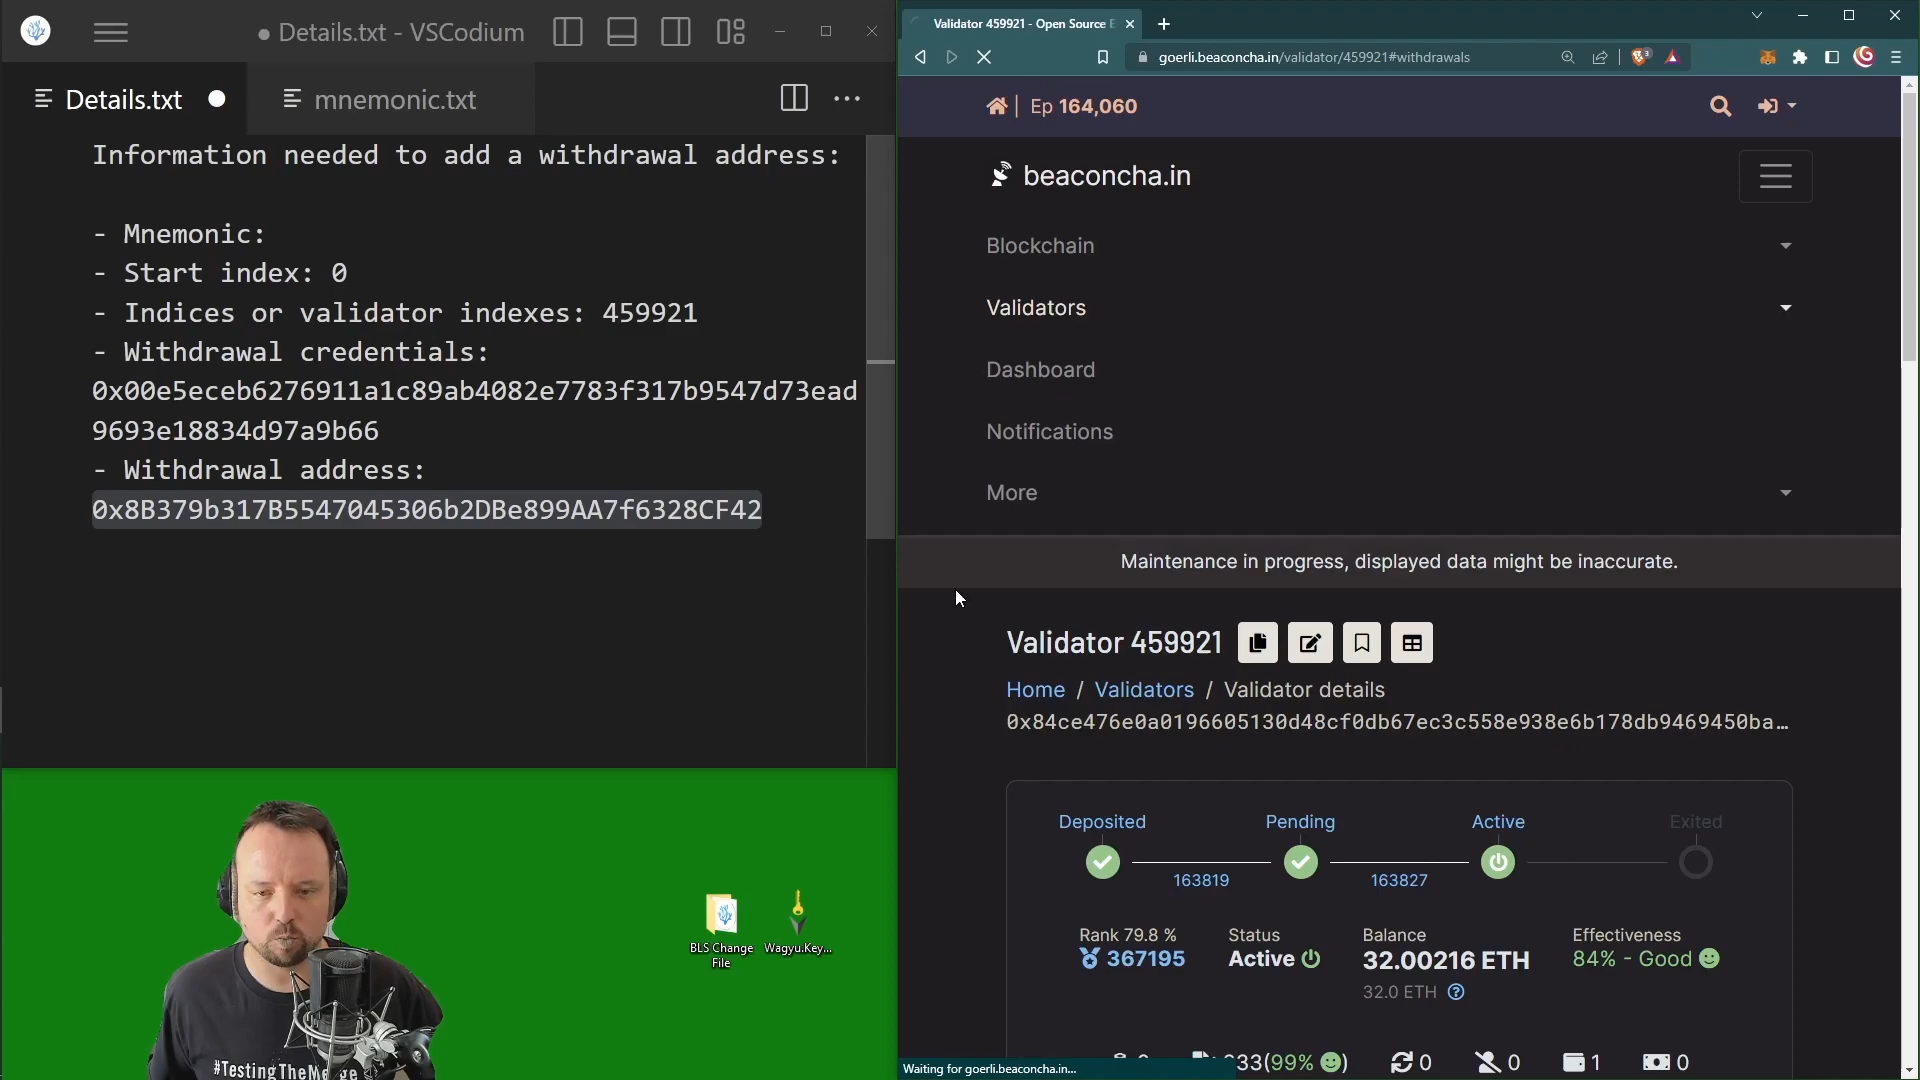 Details.txt - VSCodium
Details.txt
mnemonic.txt
Information needed to add a withdrawal address:
- Mnemonic:
- Start index: 0
- Indices or validator indexes: 459921
- Withdrawal credentials:
0x00e5eceb6276911a1c89ab4082e7783f317b9547d73ead
9693e18834d97a9b66
- Withdrawal address:
0x8B379b317B5547045306b2DBe899AA7f6328CF42
BLS Change
File
Wagyu.Key...
#TestingTheMerge
Validator 459921 - Open Source E
goerli.beaconcha.in/validator/459921#withdrawals
3
Ep 164,060
beaconcha.in
Blockchain
Validators
Dashboard
Notifications
More
Maintenance in progress, displayed data might be inaccurate.
Validator 459921
Home / Validators / Validator details
0x84ce476e0a0196605130d48cf0db67ec3c558e938e6b178db9469450ba…
Deposited
Pending
Active
Exited
163819
163827
Rank 79.8 %
367195
Status
Active
Balance
32.00216 ETH
32.0 ETH
Effectiveness
84% - Good
33(99% ) 0 0 1 0
Waiting for goerli.beaconcha.in...